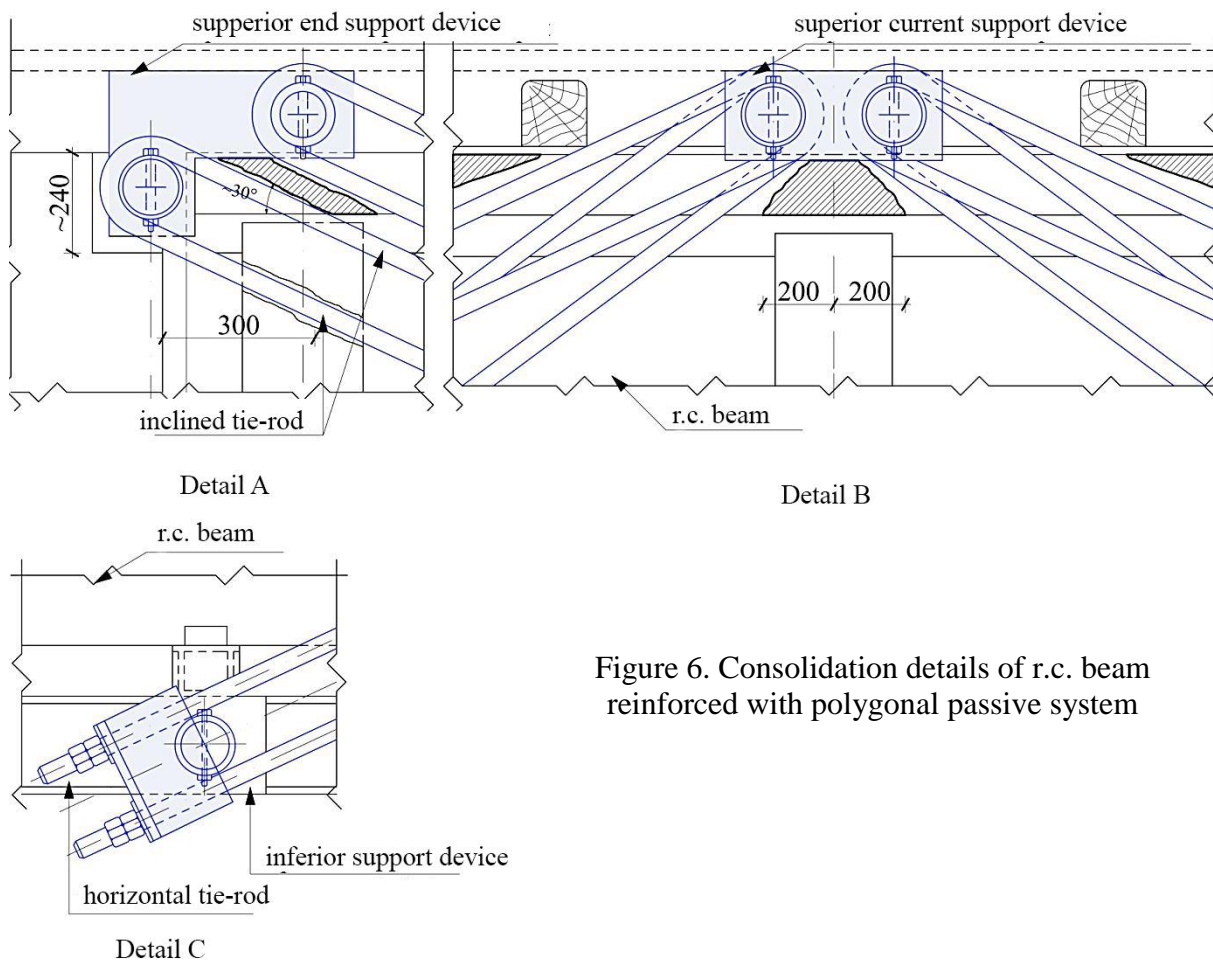 supperior end support device
superior current support device
~240
~30°
300
200
200
inclined tie-rod
r.c. beam
Detail A
Detail B
r.c. beam
Figure 6. Consolidation details of r.c. beam
reinforced with polygonal passive system
inferior support device
horizontal tie-rod
Detail C